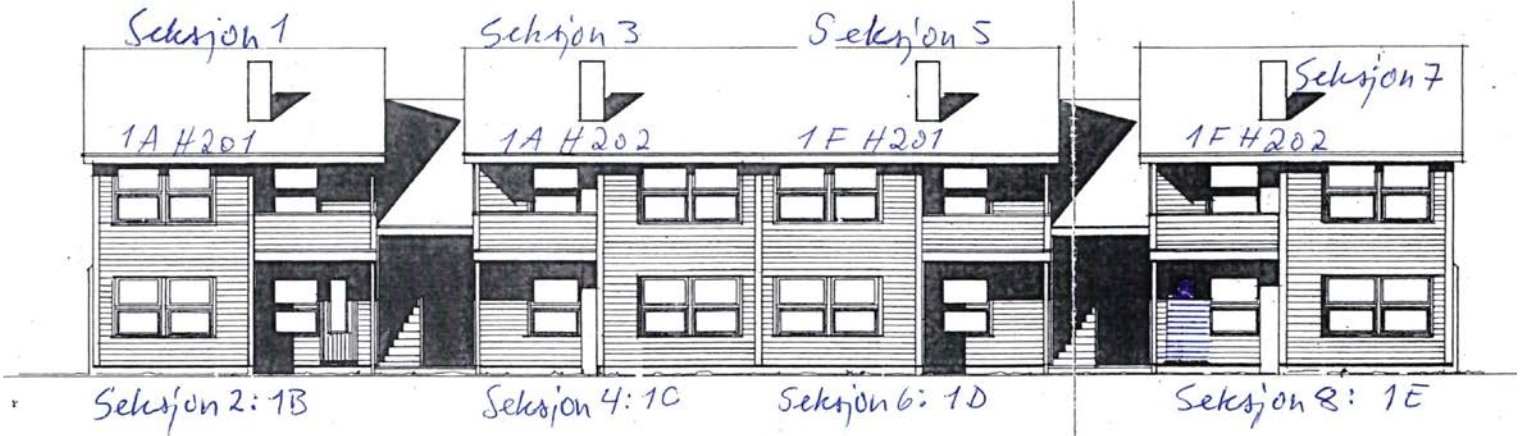 Seksjon 1
Seksjon 3
Seksjon 5
Seksjon 7
1A H201
1A H202
1F H201
1F H202
Seksjon 2: 1B
Seksjon 4: 1C
Seksjon 6: 1D
Seksjon 8: 1E